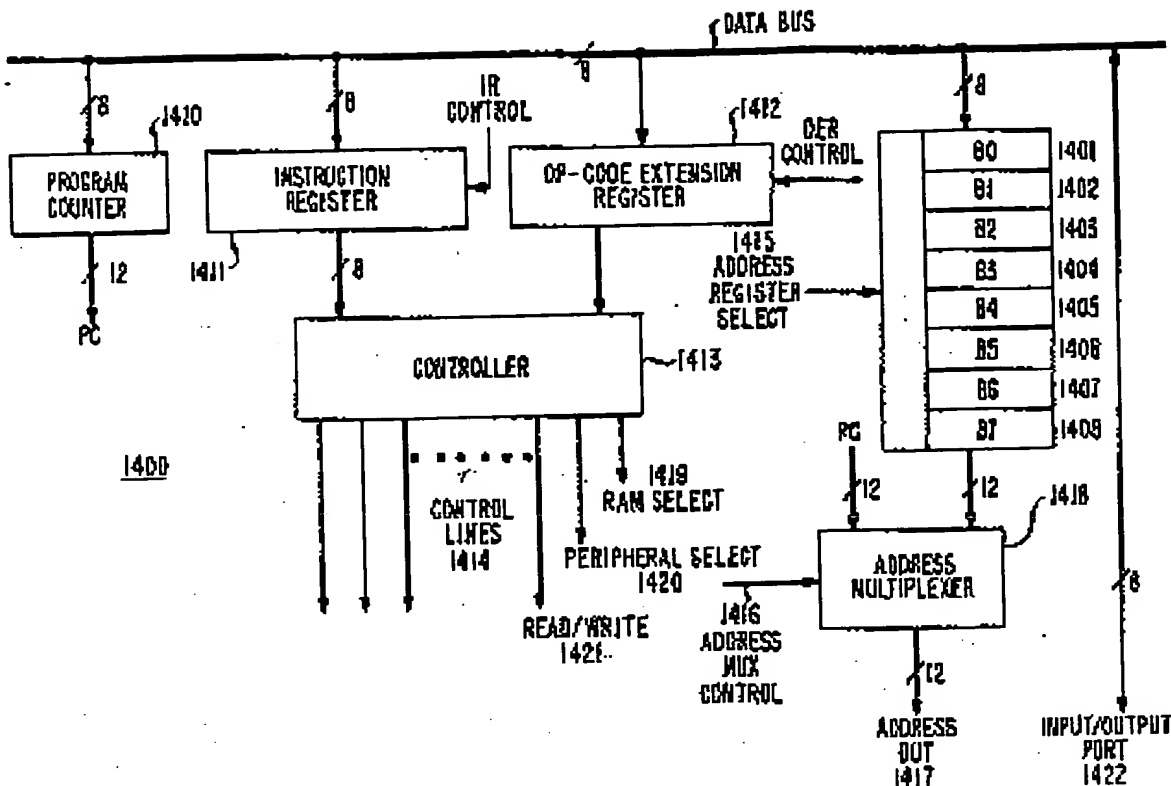 DATA BUS
8
8
8
8
1410
PROGRAM
COUNTER
12
PC
IR
CONTROL
INSTRUCTION
REGISTER
1411
8
1412
OP-CODE EXTENSION
REGISTER
OER
CONTROL
1415
ADDRESS
REGISTER
SELECT
B0 1401
B1 1402
B2 1403
B3 1404
B4 1405
B5 1406
B6 1407
B7 1408
CONTROLLER
1413
1400
CONTROL
LINES
1414
1419
RAM SELECT
PERIPHERAL SELECT
1420
READ/WRITE
1421
PC
12
12
1418
ADDRESS
MULTIPLEXER
1416
ADDRESS
MUX
CONTROL
12
ADDRESS
OUT
1417
8
INPUT/OUTPUT
PORT
1422